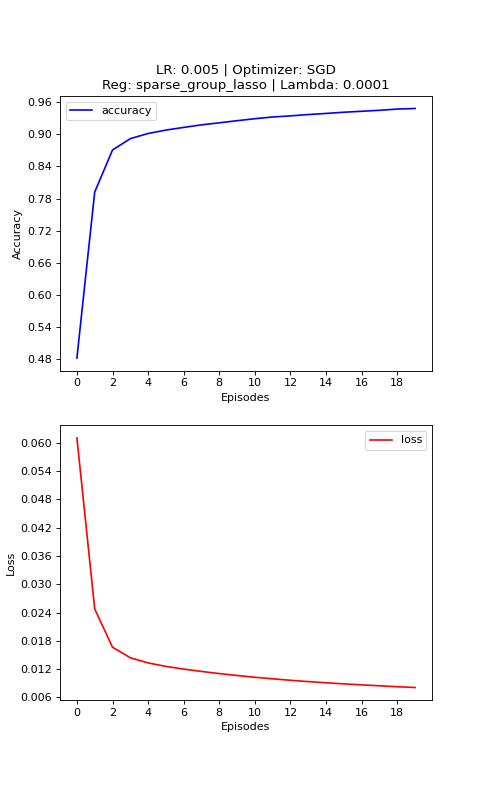 LR: 0.005 | Optimizer: SGD
Reg: sparse_group_lasso | Lambda: 0.0001
accuracy
0.96
0.90
0.84
0.78
0.72
0.66
0.60
0.54
0.48
Accuracy
0 2 4 6 8 10 12 14 16 18
Episodes
loss
0.060
0.054
0.048
0.042
0.036
0.030
0.024
0.018
0.012
0.006
Loss
0 2 4 6 8 10 12 14 16 18
Episodes